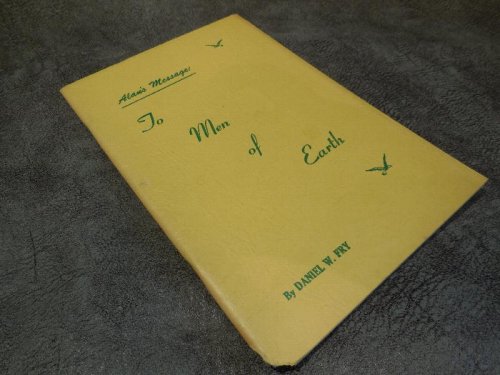 Alan's Message:
To Men of Earth
By DANIEL W. FRY